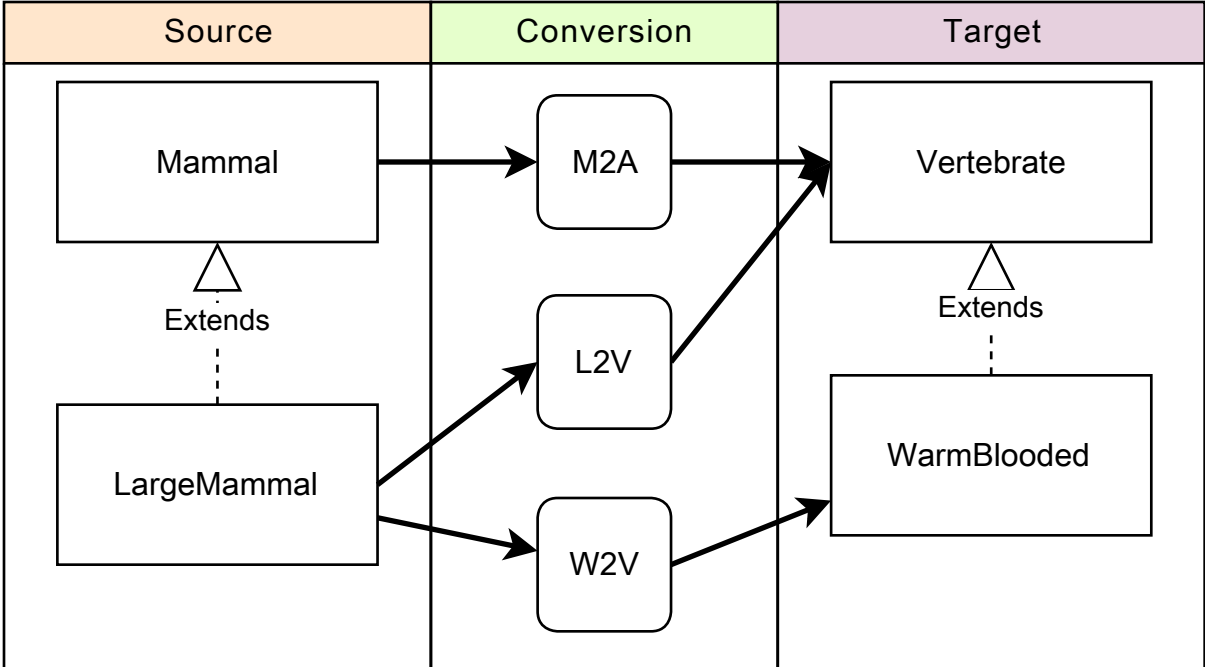 Source
Conversion
Target
Mammal
M2A
Vertebrate
Extends
Extends
L2V
LargeMammal
WarmBlooded
W2V